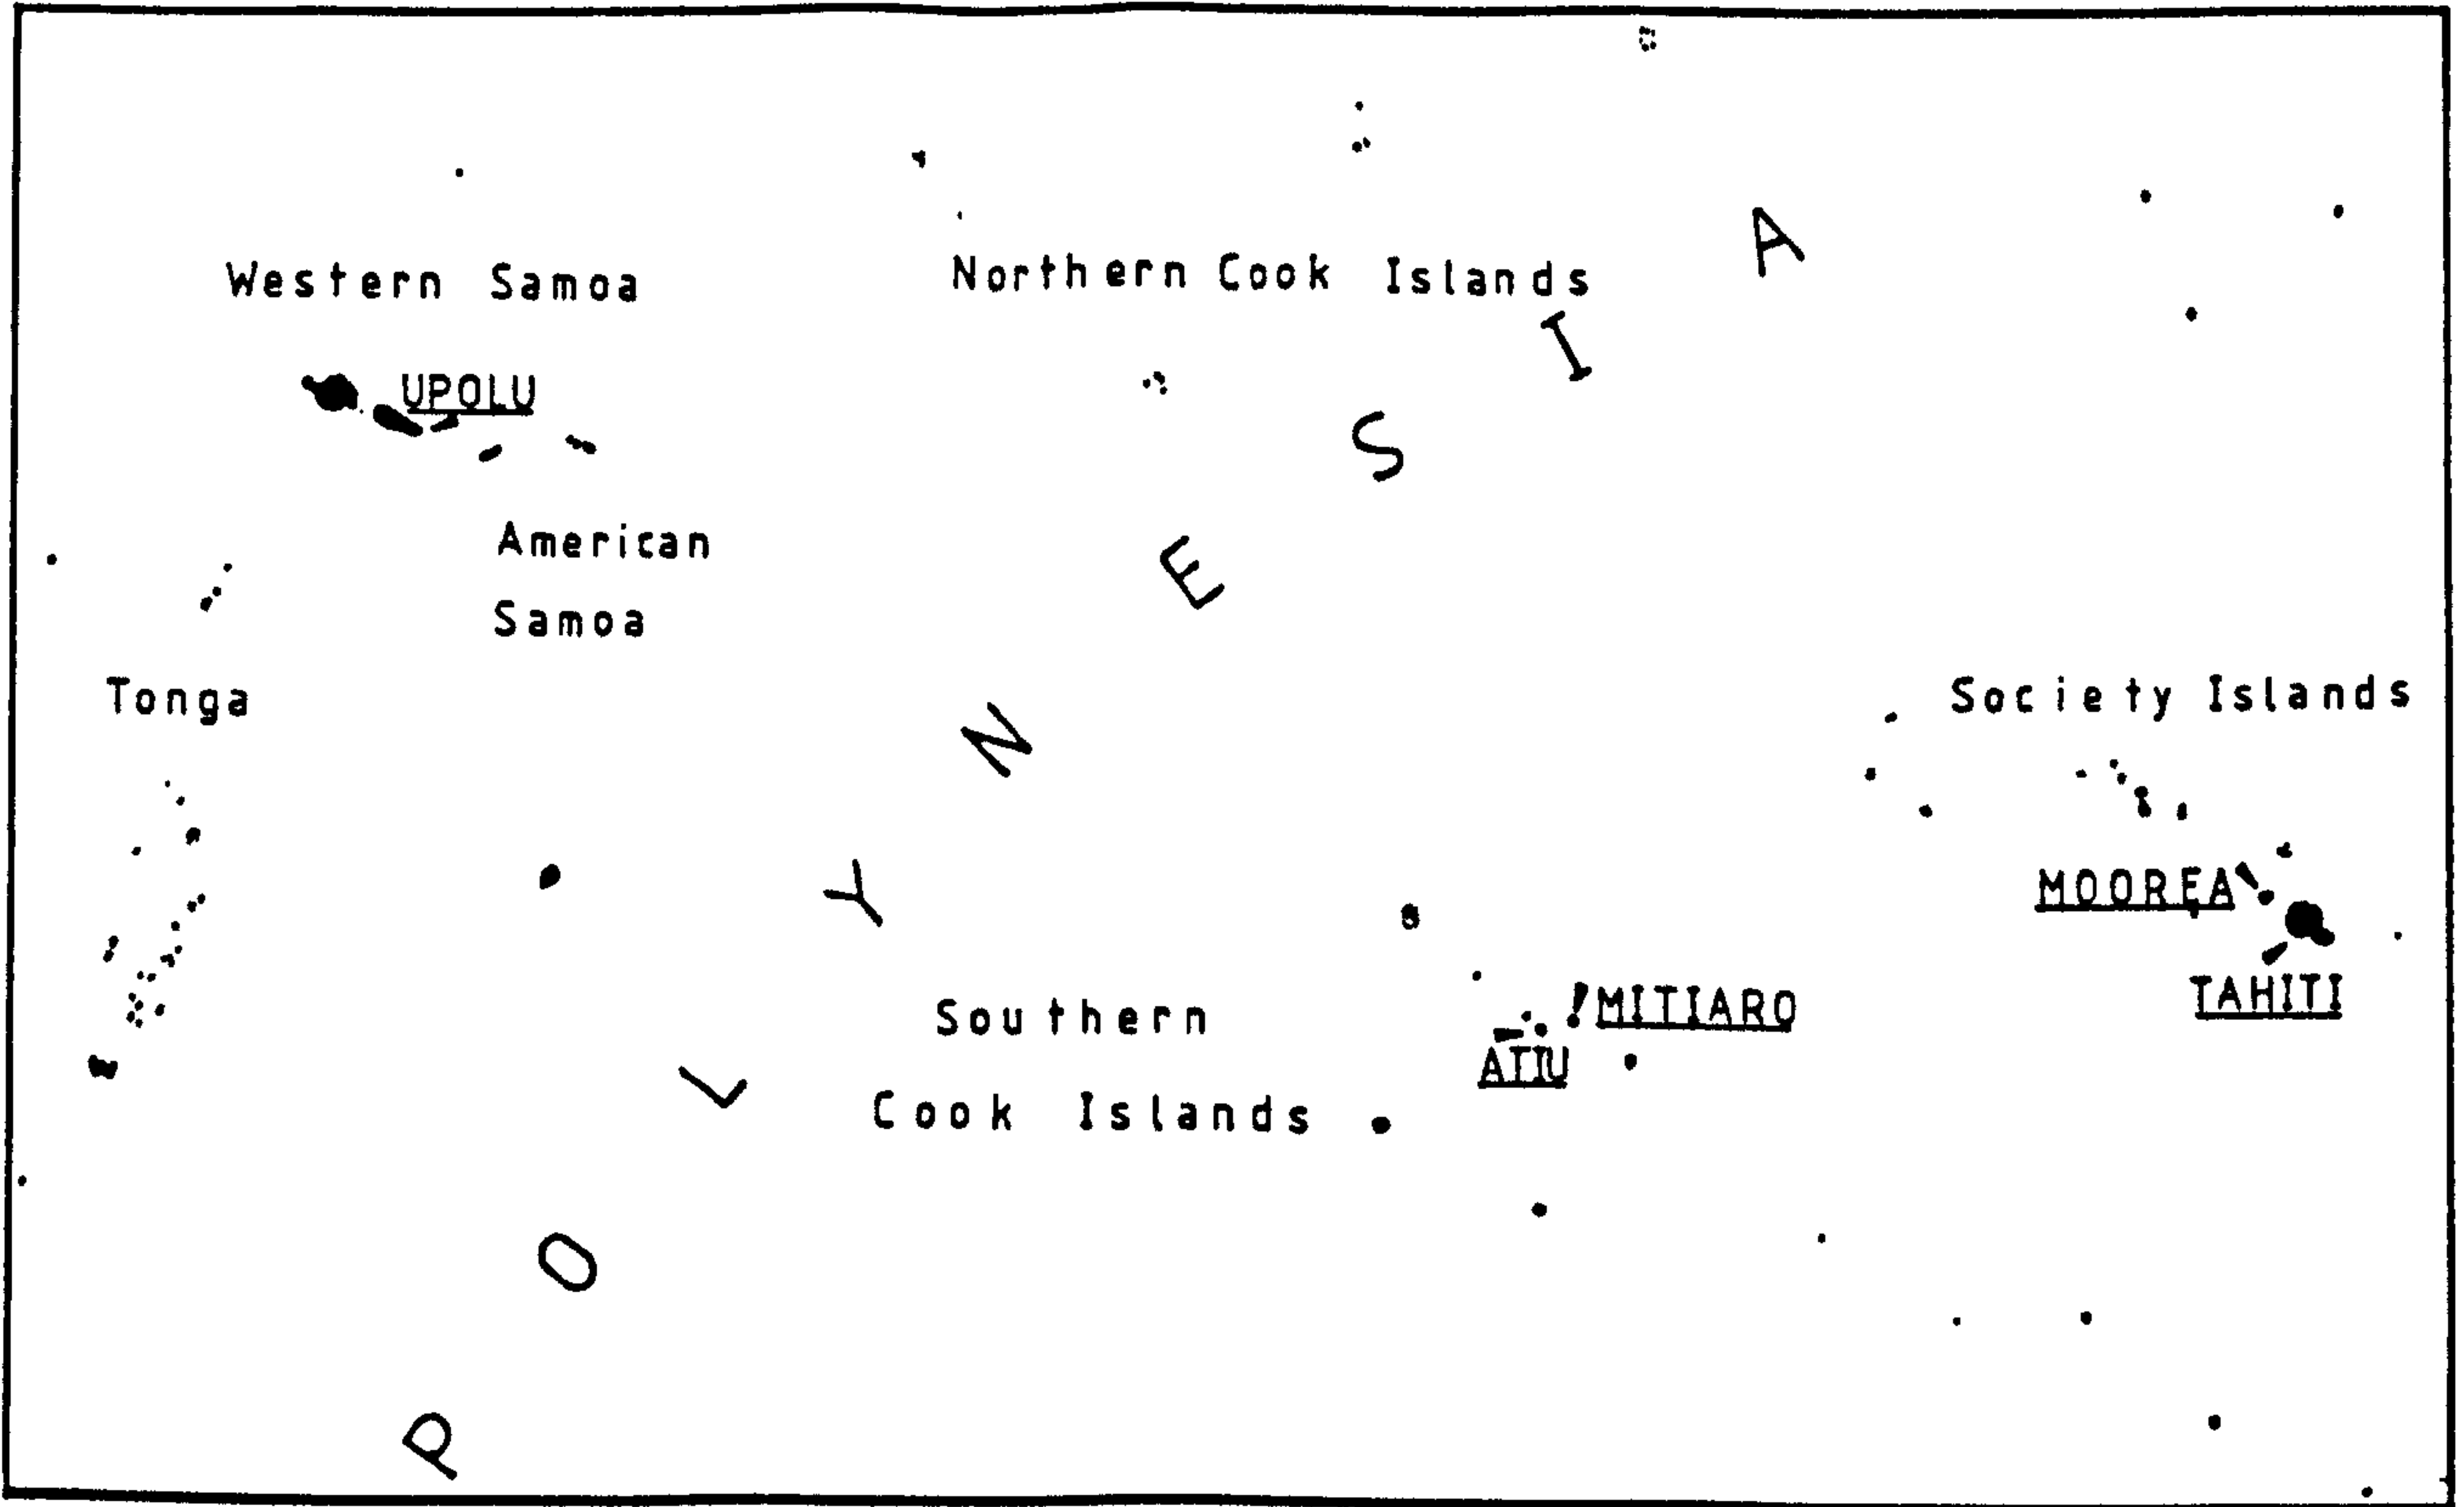 Western Samoa
Northern Cook Islands
UPOLU
American
Samoa
Tonga
Society Islands
MOOREA
TAHITI
MITIARO
ATIU
Southern
Cook Islands
POLYNESIA